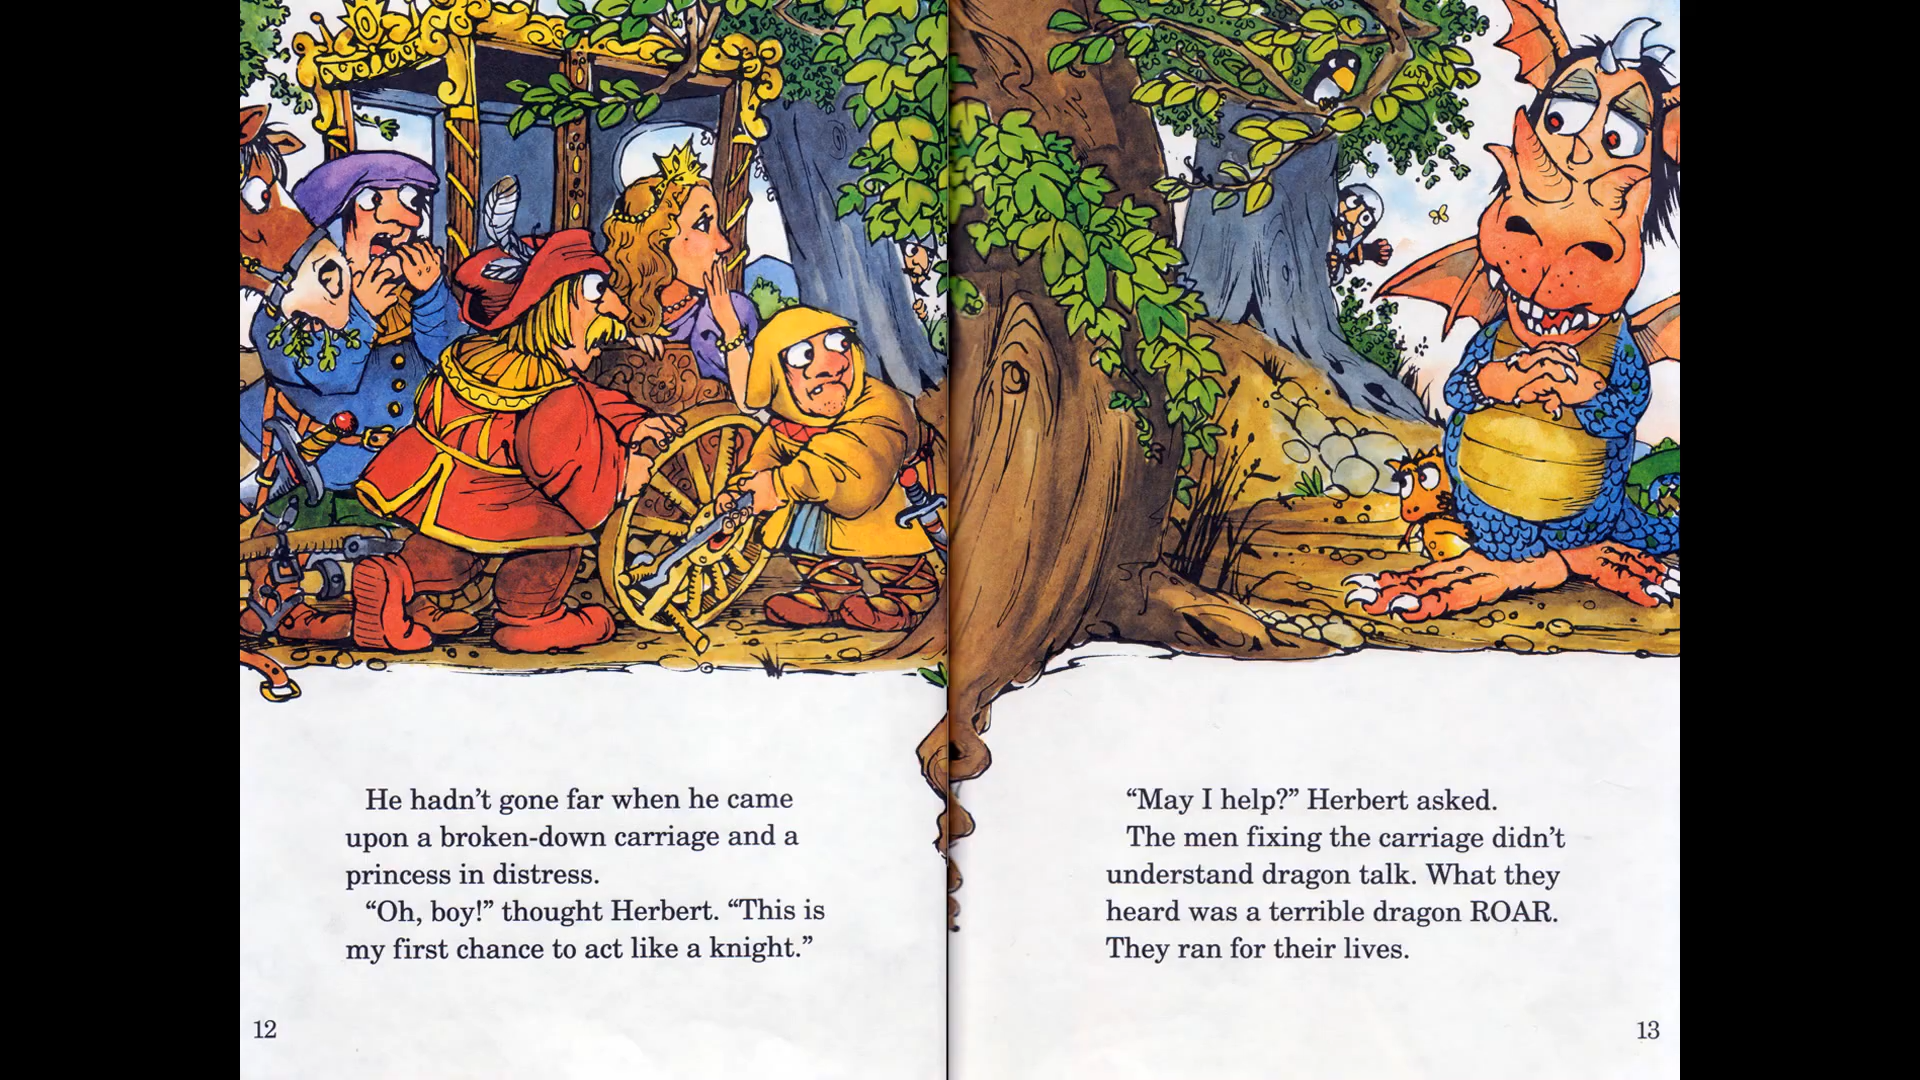 He hadn't gone far when he came
upon a broken-down carriage and a
princess in distress.
“Oh, boy!” thought Herbert. “This is
my first chance to act like a knight.”
12
“May I help?” Herbert asked.
The men fixing the carriage didn't
understand dragon talk. What they
heard was a terrible dragon ROAR.
They ran for their lives.
13